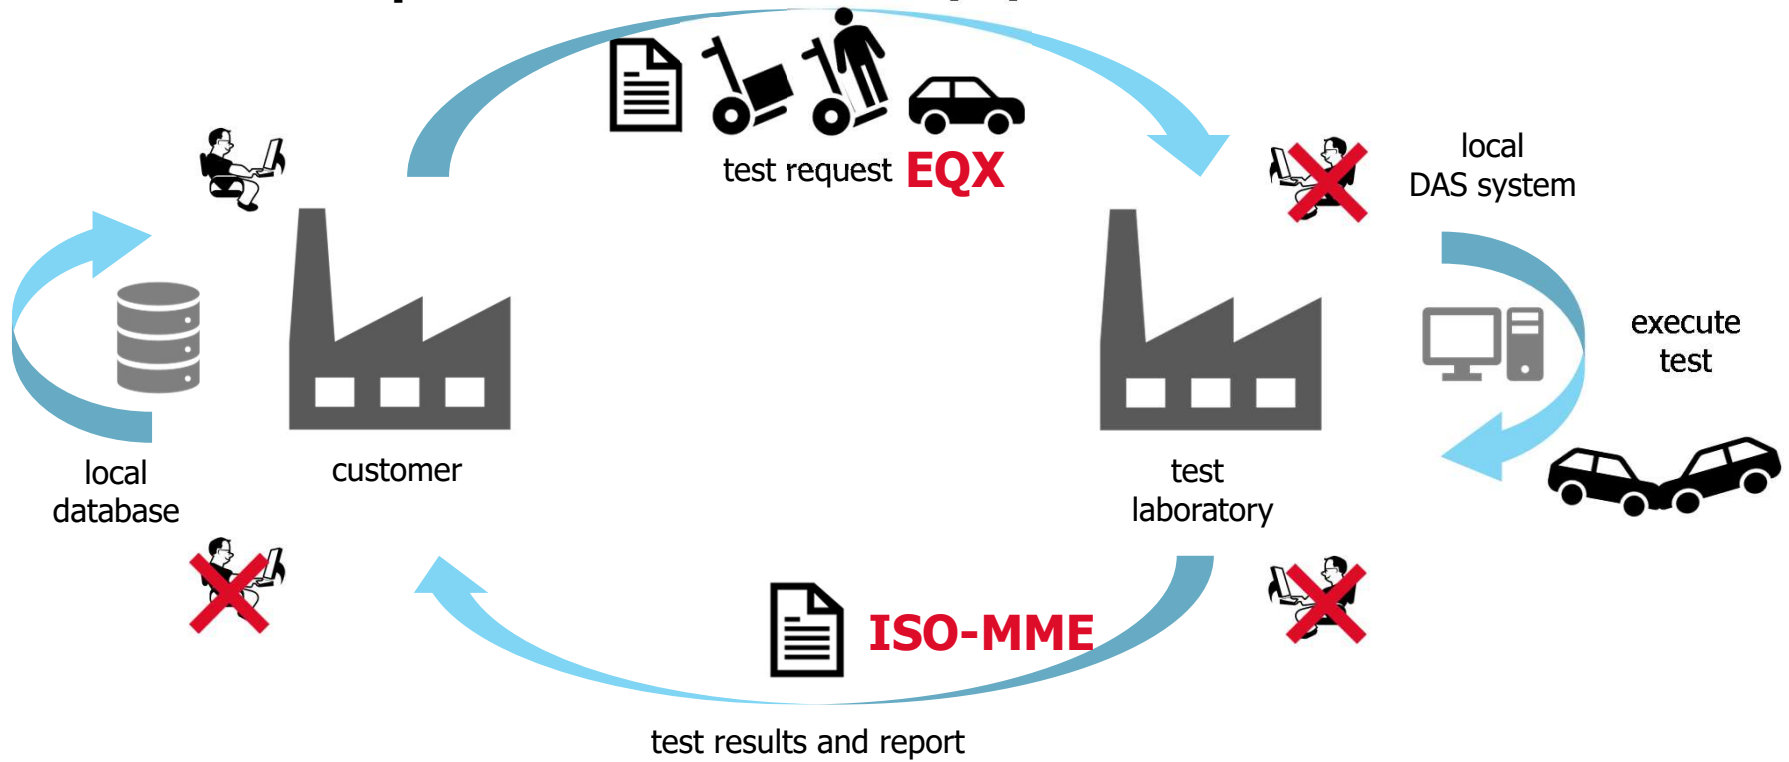 test request EQX
local
DAS system
execute
test
local
database
customer
test
laboratory
ISO-MME
test results and report